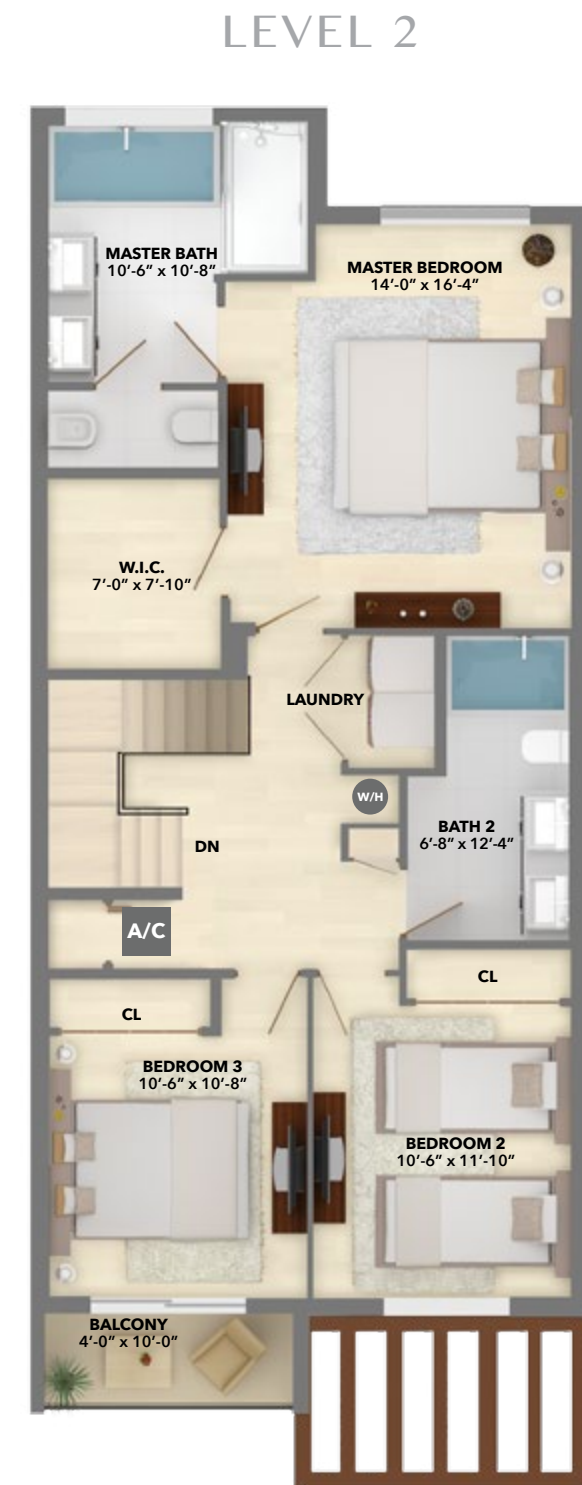 LEVEL 2
MASTER BATH
10'-6" x 10'-8"
MASTER BEDROOM
14'-0" x 16'-4"
W.I.C.
7'-0" x 7'-10"
LAUNDRY
W/H
BATH 2
6'-8" x 12'-4"
DN
A/C
CL
CL
BEDROOM 3
10'-6" x 10'-8"
BEDROOM 2
10'-6" x 11'-10"
BALCONY
4'-0" x 10'-0"